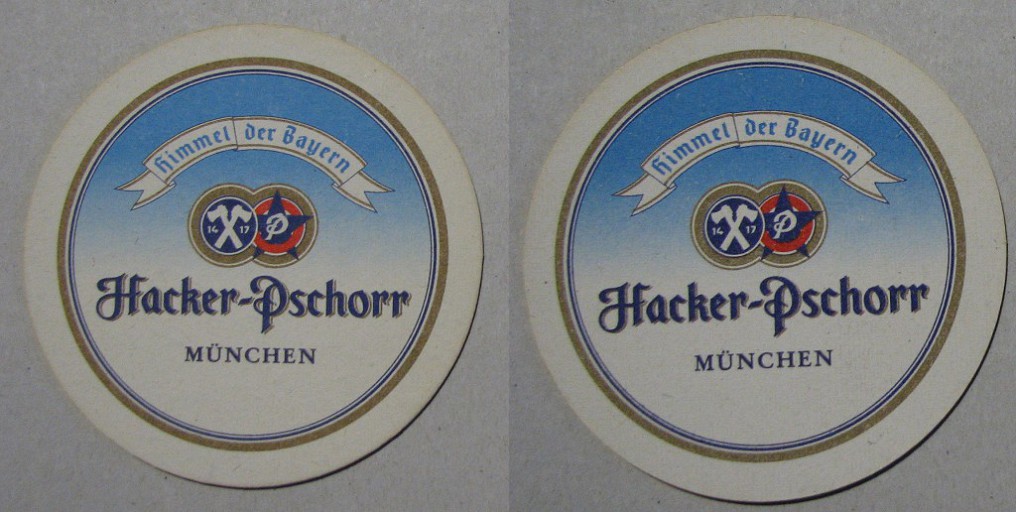 Himmel der Bayern
14 17 P
Hacker-Pschorr
MÜNCHEN
Himmel der Bayern
14 17 P
Hacker-Pschorr
MÜNCHEN